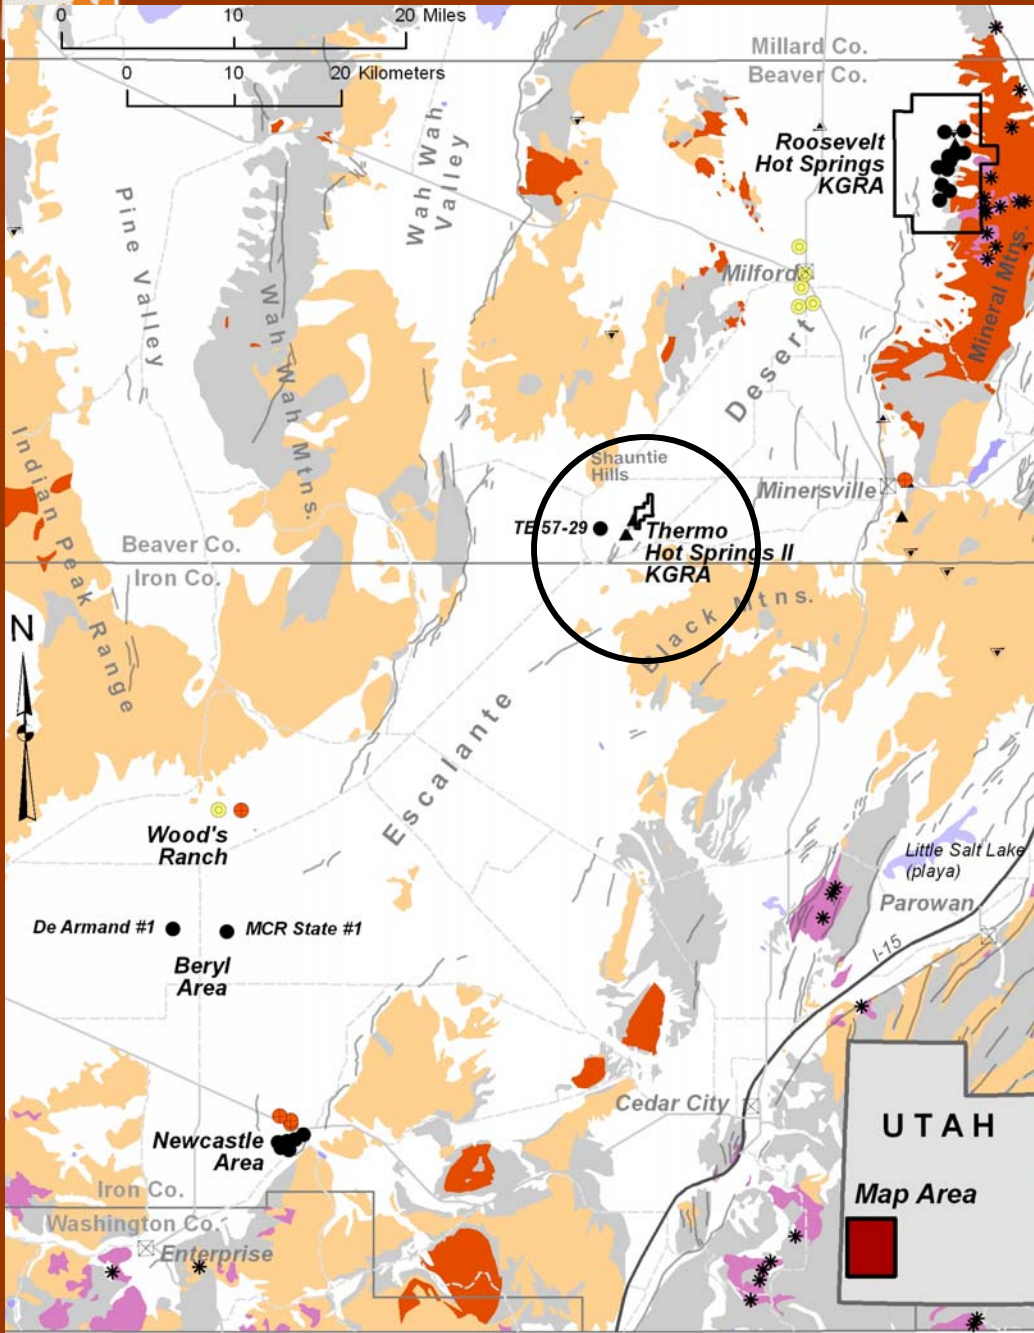 0 20 Miles
0 10 20 Kilometers
Millard Co.
Beaver Co.
Roosevelt
Hot Springs
KGRA
Wah Wah
Valley
Pine Valley
Wah Wah Mtns.
Milford
Mineral Mtns.
Desert
Indian Peak Range
Shauntie
Hills
Minersville
TE 57-29
Thermo
Hot Springs II
KGRA
Beaver Co.
Iron Co.
Black Mtns.
N
Escalante
Wood's
Ranch
Little Salt Lake
(playa)
Parowan
De Armand #1
MCR State #1
I-15
Beryl
Area
Cedar City
Newcastle
Area
UTAH
Iron Co.
Map Area
Washington Co.
Enterprise